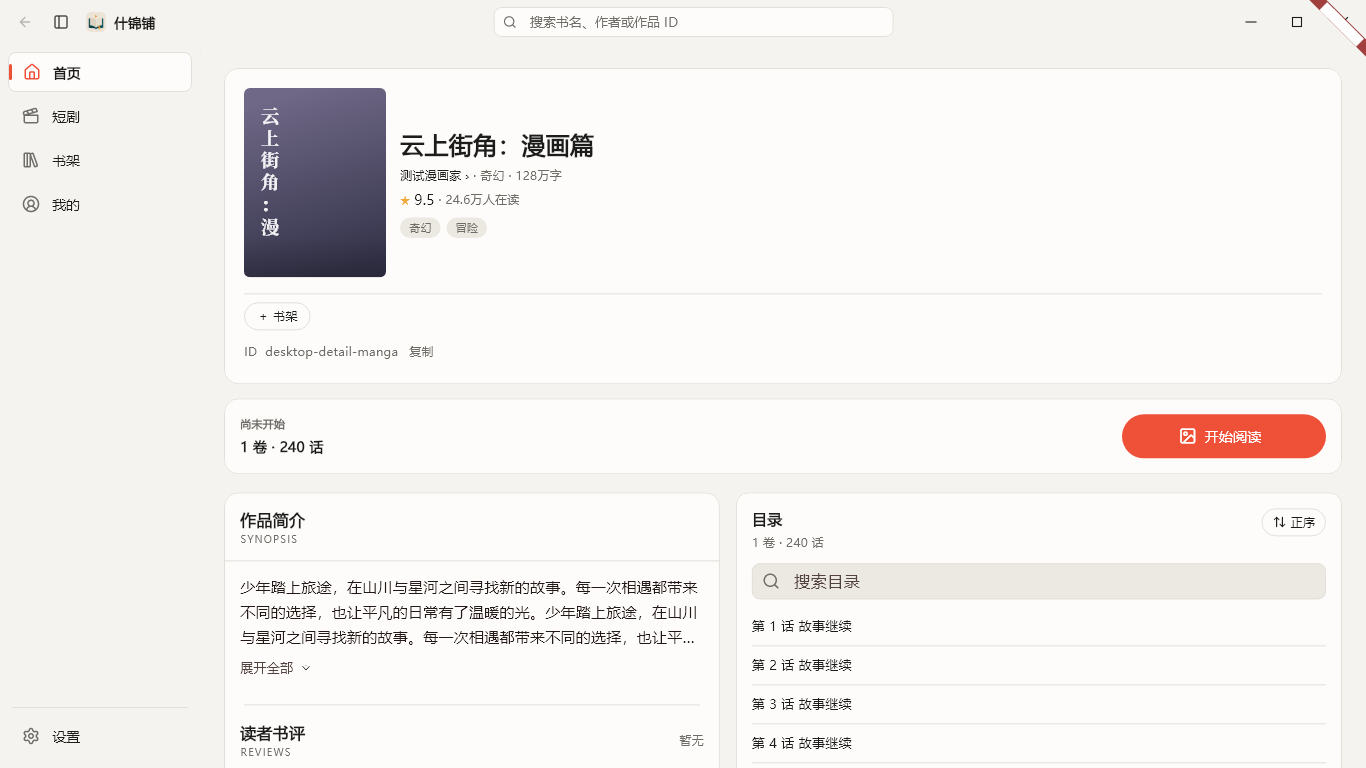 什锦铺
搜索书名、作者或作品 ID
首页
短剧
书架
我的
设置
云上街角:漫
云上街角：漫画篇
测试漫画家 › · 奇幻 · 128万字
★ 9.5 · 24.6万人在读
奇幻 冒险
+ 书架
ID desktop-detail-manga 复制
尚未开始
1 卷 · 240 话
开始阅读
作品简介
SYNOPSIS
少年踏上旅途，在山川与星河之间寻找新的故事。每一次相遇都带来
不同的选择，也让平凡的日常有了温暖的光。少年踏上旅途，在山川
与星河之间寻找新的故事。每一次相遇都带来不同的选择，也让平...
展开全部
读者书评
REVIEWS
暂无
目录
1 卷 · 240 话
正序
搜索目录
第 1 话 故事继续
第 2 话 故事继续
第 3 话 故事继续
第 4 话 故事继续